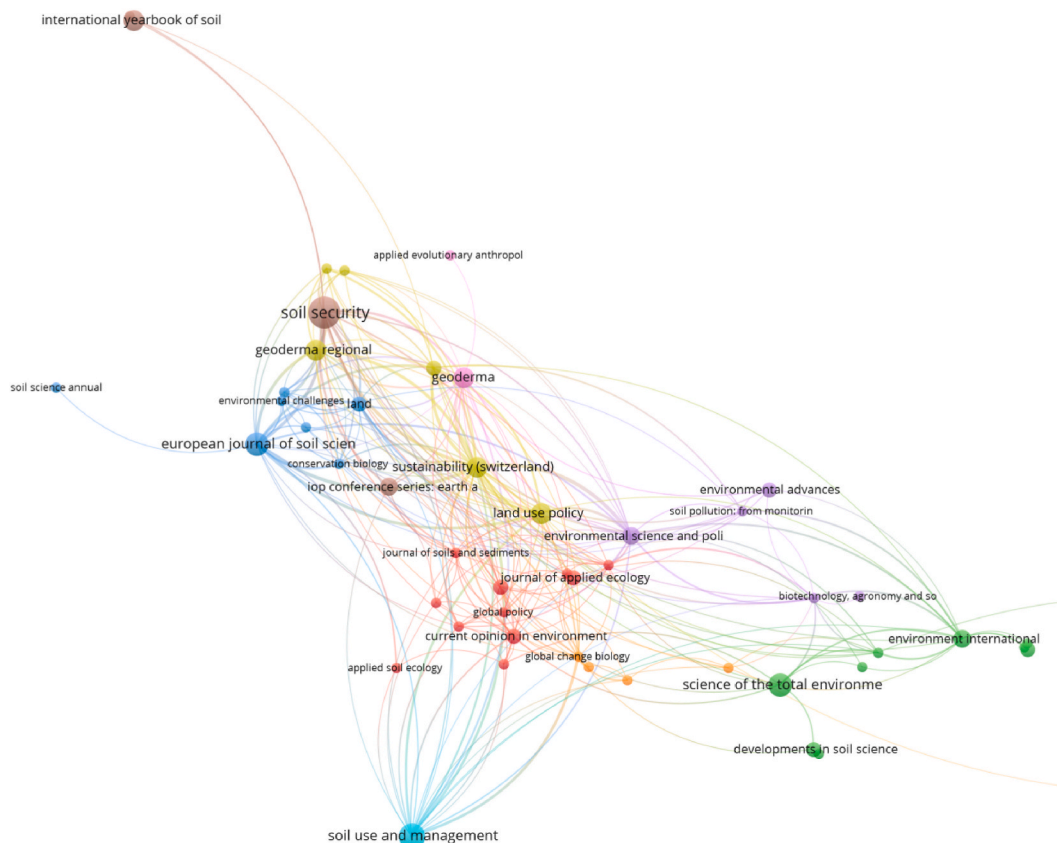 international yearbook of soil
applied evolutionary anthropol
soil security
geoderma regional
geoderma
soil science annual
environmental challenges
land
european journal of soil scien
conservation biology
sustainability (switzerland)
iop conference series: earth a
environmental advances
land use policy
soil pollution: from monitorin
environmental science and poli
journal of soils and sediments
journal of applied ecology
biotechnology, agronomy and so
global policy
current opinion in environment
environment international
global change biology
applied soil ecology
science of the total environme
developments in soil science
soil use and management